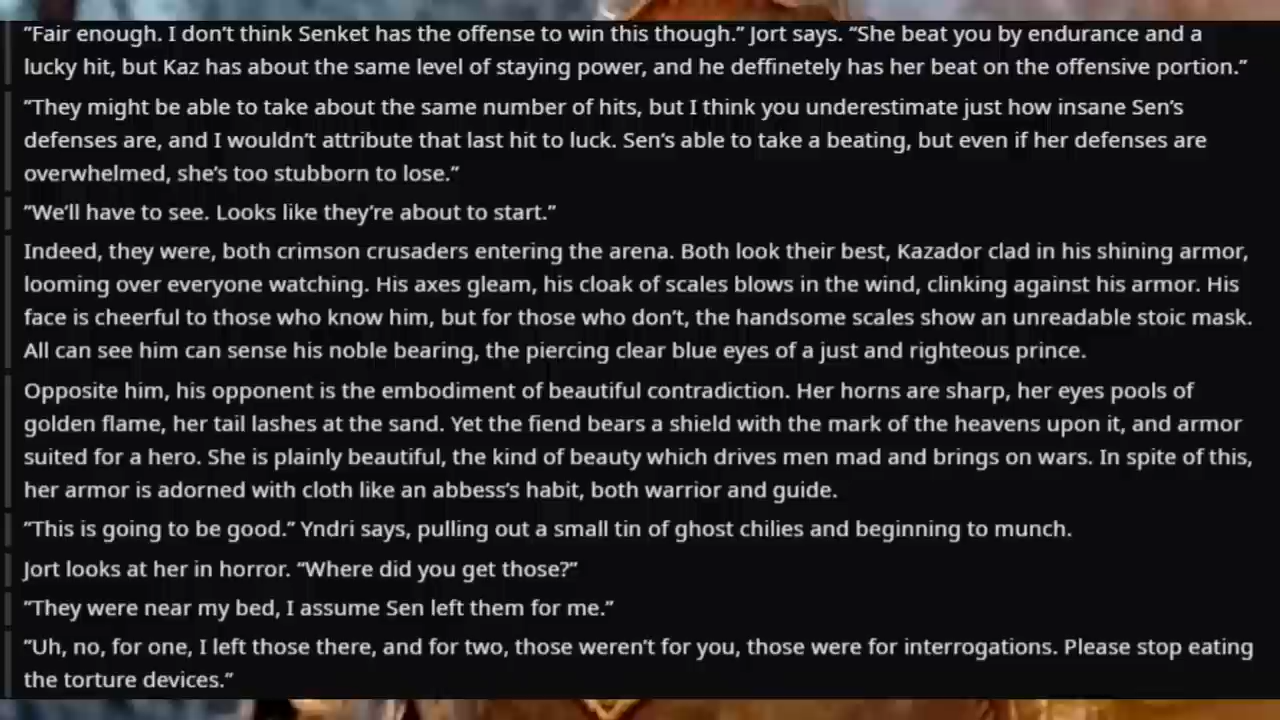 “Fair enough. I don’t think Senket has the offense to win this though.” Jort says. “She beat you by endurance and a
lucky hit, but Kaz has about the same level of staying power, and he deffinetely has her beat on the offensive portion.”
“They might be able to take about the same number of hits, but I think you underestimate just how insane Sen’s
defenses are, and I wouldn’t attribute that last hit to luck. Sen’s able to take a beating, but even if her defenses are
overwhelmed, she’s too stubborn to lose.”
“We’ll have to see. Looks like they’re about to start.”
Indeed, they were, both crimson crusaders entering the arena. Both look their best, Kazador clad in his shining armor,
looming over everyone watching. His axes gleam, his cloak of scales blows in the wind, clinking against his armor. His
face is cheerful to those who know him, but for those who don’t, the handsome scales show an unreadable stoic mask.
All can see him can sense his noble bearing, the piercing clear blue eyes of a just and righteous prince.
Opposite him, his opponent is the embodiment of beautiful contradiction. Her horns are sharp, her eyes pools of
golden flame, her tail lashes at the sand. Yet the fiend bears a shield with the mark of the heavens upon it, and armor
suited for a hero. She is plainly beautiful, the kind of beauty which drives men mad and brings on wars. In spite of this,
her armor is adorned with cloth like an abbess’s habit, both warrior and guide.
“This is going to be good.” Yndri says, pulling out a small tin of ghost chilies and beginning to munch.
Jort looks at her in horror. “Where did you get those?”
“They were near my bed, I assume Sen left them for me.”
“Uh, no, for one, I left those there, and for two, those weren’t for you, those were for interrogations. Please stop eating
the torture devices.”